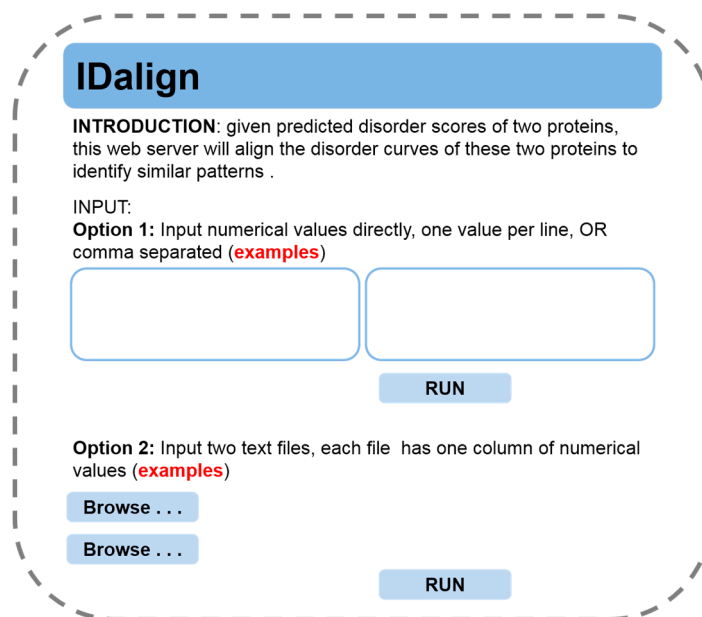 IDalign
INTRODUCTION: given predicted disorder scores of two proteins,
this web server will align the disorder curves of these two proteins to
identify similar patterns .
INPUT:
Option 1: Input numerical values directly, one value per line, OR
comma separated (examples)
RUN
Option 2: Input two text files, each file  has one column of numerical
values (examples)
Browse . . .
Browse . . .
RUN